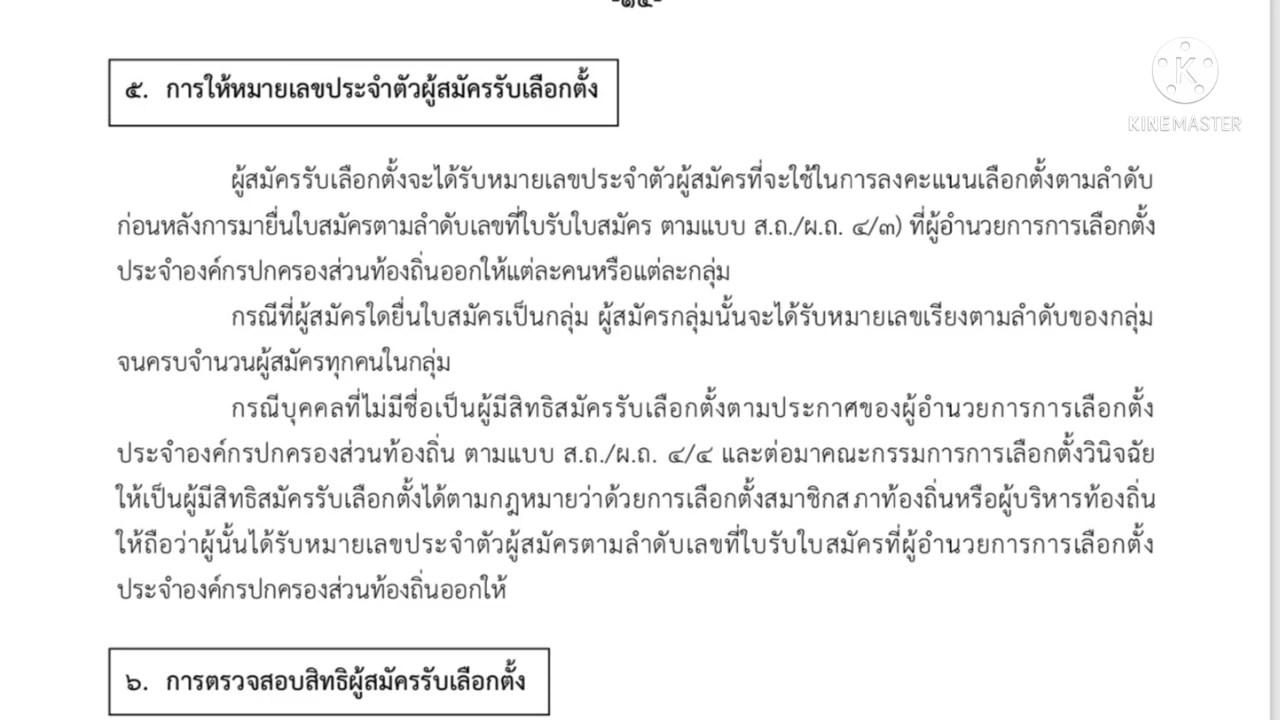 ๕. การให้หมายเลขประจำตัวผู้สมัครรับเลือกตั้ง
KINEMASTER
ผู้สมัครรับเลือกตั้งจะได้รับหมายเลขประจำตัวผู้สมัครที่จะใช้ในการลงคะแนนเลือกตั้งตามลำดับ
ก่อนหลังการมายื่นใบสมัครตามลำดับเลขที่ใบรับใบสมัคร ตามแบบ ส.ถ./ผ.ถ. ๔/๓) ที่ผู้อำนวยการการเลือกตั้ง
ประจำองค์กรปกครองส่วนท้องถิ่นออกให้แต่ละคนหรือแต่ละกลุ่ม
กรณีที่ผู้สมัครใดยื่นใบสมัครเป็นกลุ่ม ผู้สมัครกลุ่มนั้นจะได้รับหมายเลขเรียงตามลำดับของกลุ่ม
จนครบจำนวนผู้สมัครทุกคนในกลุ่ม
กรณีบุคคลที่ไม่มีชื่อเป็นผู้มีสิทธิสมัครรับเลือกตั้งตามประกาศของผู้อำนวยการการเลือกตั้ง
ประจำองค์กรปกครองส่วนท้องถิ่น ตามแบบ ส.ถ./ผ.ถ. ๔/๔ และต่อมาคณะกรรมการการเลือกตั้งวินิจฉัย
ให้เป็นผู้มีสิทธิสมัครรับเลือกตั้งได้ตามกฎหมายว่าด้วยการเลือกตั้งสมาชิกสภาท้องถิ่นหรือผู้บริหารท้องถิ่น
ให้ถือว่าผู้นั้นได้รับหมายเลขประจำตัวผู้สมัครตามลำดับเลขที่ใบรับใบสมัครที่ผู้อำนวยการการเลือกตั้ง
ประจำองค์กรปกครองส่วนท้องถิ่นออกให้
๖. การตรวจสอบสิทธิผู้สมัครรับเลือกตั้ง